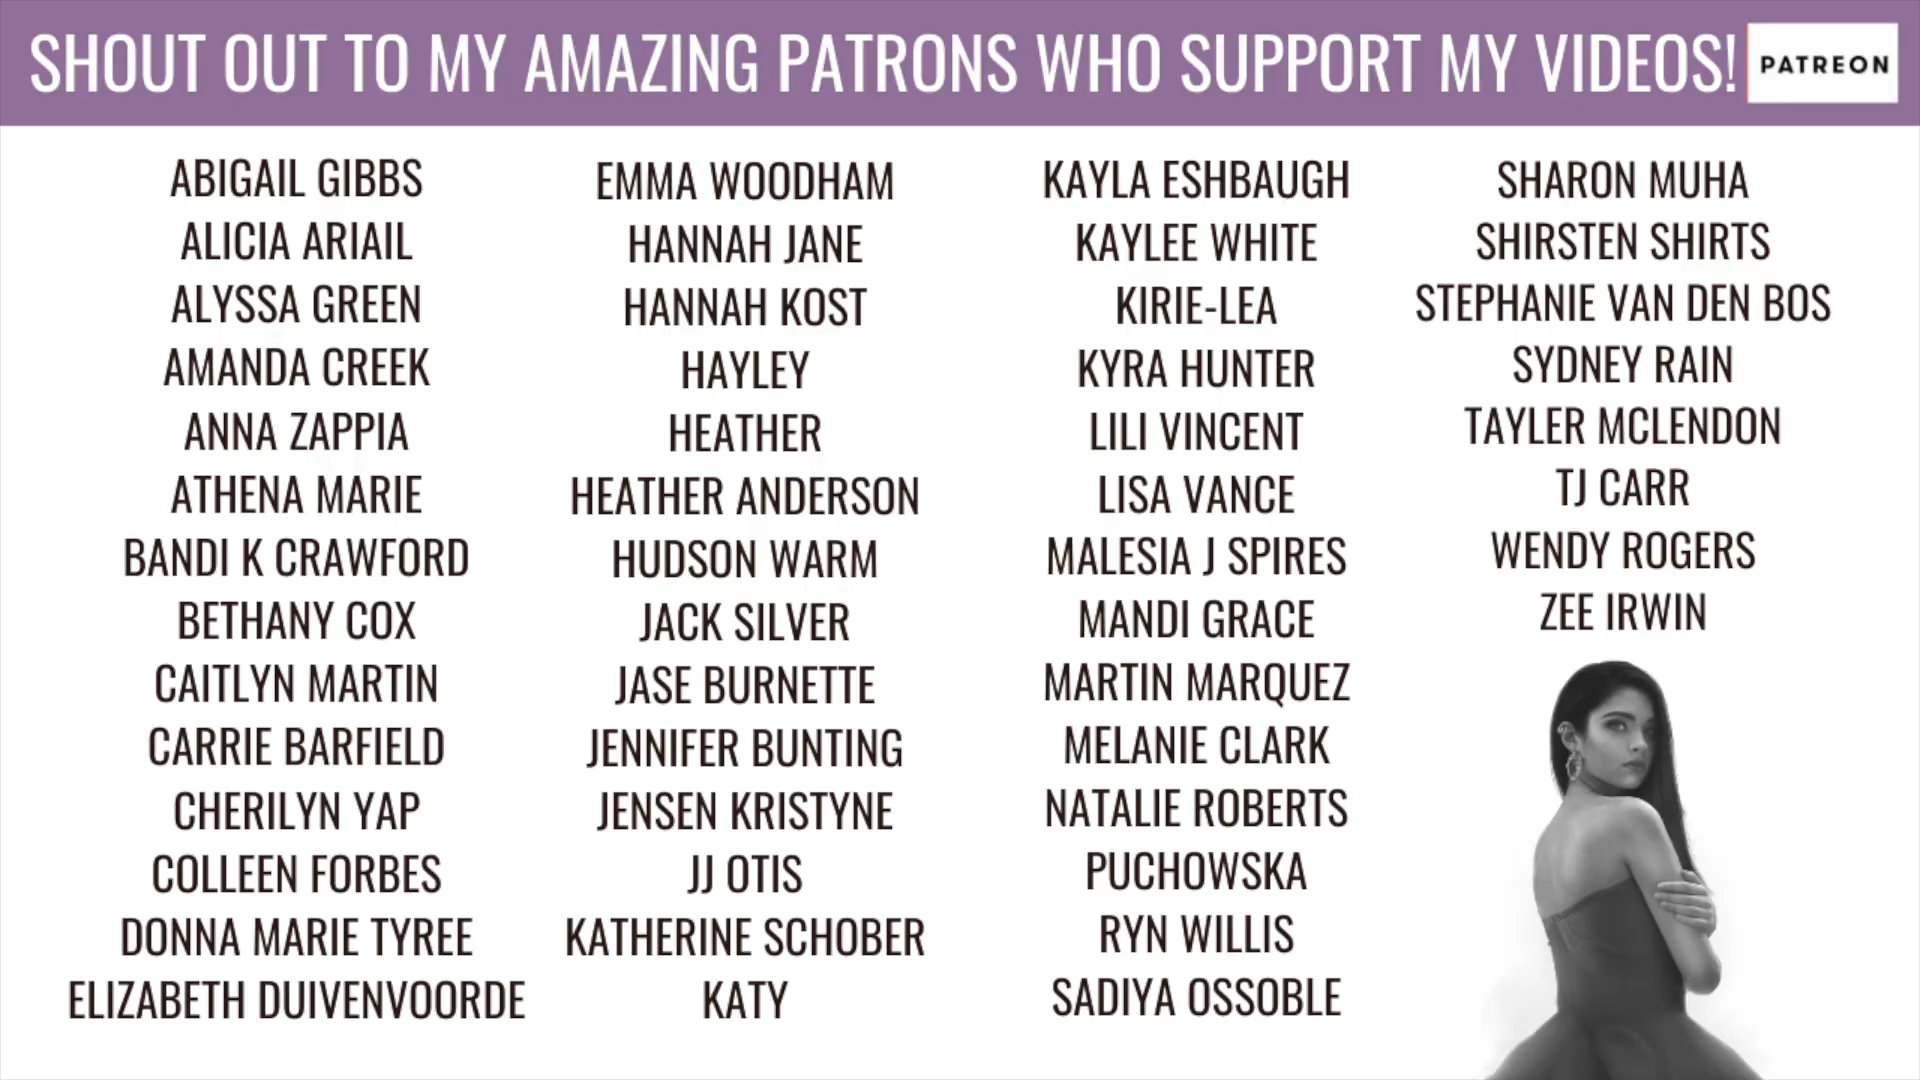 SHOUT OUT TO MY AMAZING PATRONS WHO SUPPORT MY VIDEOS!
PATREON
ABIGAIL GIBBS
ALICIA ARIAIL
ALYSSA GREEN
AMANDA CREEK
ANNA ZAPPIA
ATHENA MARIE
BANDI K CRAWFORD
BETHANY COX
CAITLYN MARTIN
CARRIE BARFIELD
CHERILYN YAP
COLLEEN FORBES
DONNA MARIE TYREE
ELIZABETH DUIVENVOORDE
EMMA WOODHAM
HANNAH JANE
HANNAH KOST
HAYLEY
HEATHER
HEATHER ANDERSON
HUDSON WARM
JACK SILVER
JASE BURNETTE
JENNIFER BUNTING
JENSEN KRISTYNE
JJ OTIS
KATHERINE SCHOBER
KATY
KAYLA ESHBAUGH
KAYLEE WHITE
KIRIE-LEA
KYRA HUNTER
LILI VINCENT
LISA VANCE
MALESIA J SPIRES
MANDI GRACE
MARTIN MARQUEZ
MELANIE CLARK
NATALIE ROBERTS
PUCHOWSKA
RYN WILLIS
SADIYA OSSOBLE
SHARON MUHA
SHIRSTEN SHIRTS
STEPHANIE VAN DEN BOS
SYDNEY RAIN
TAYLER MCLENDON
TJ CARR
WENDY ROGERS
ZEE IRWIN